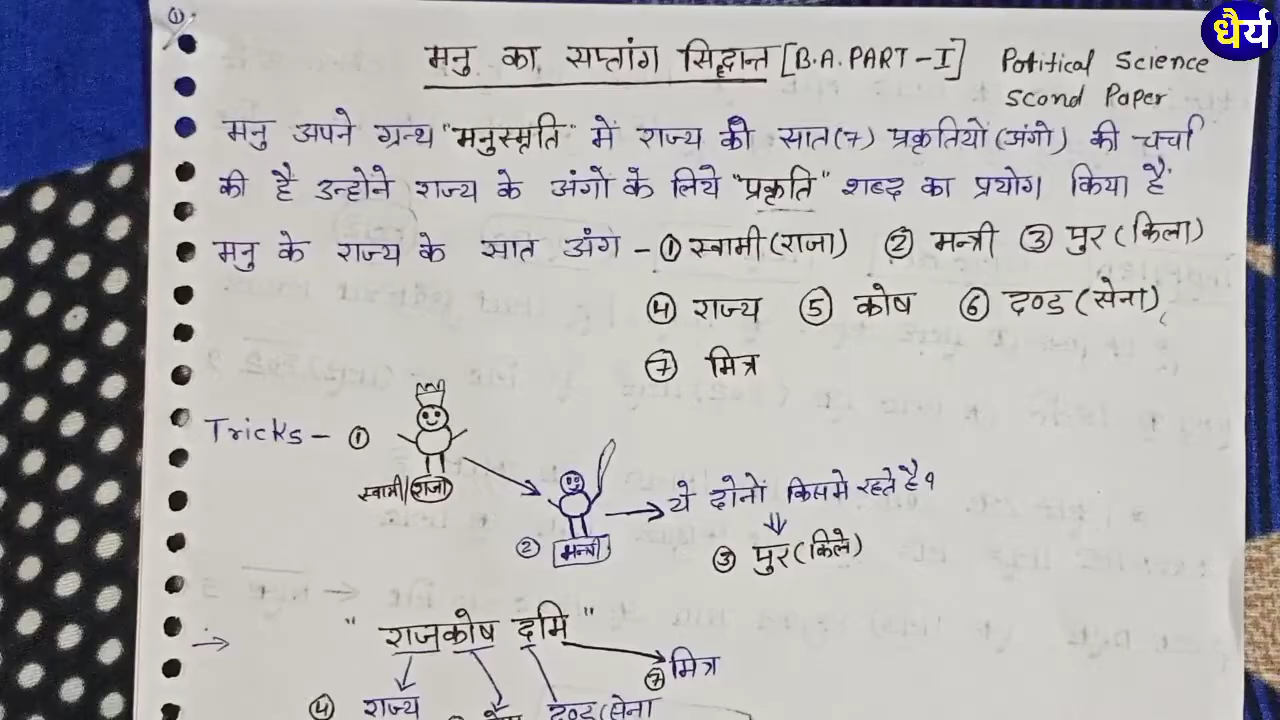 ①
धैर्य
मनु का सप्तांग सिद्धान्त [B.A. PART-I] Political Science
Scond Paper
मनु अपने ग्रन्थ "मनुस्मृति" में राज्य की सात(7) प्रकृतियों (अंगो) की चर्चा
की है उन्होने राज्य के अंगों के लिये "प्रकृति" शब्द का प्रयोग किया है
मनु के राज्य के सात अंग - ① स्वामी (राजा) ② मन्त्री ③ पुर (किला)
④ राज्य ⑤ कोष ⑥ दण्ड (सेना)
⑦ मित्र
Tricks - ①
स्वामी/राजा
② मन्त्री
→ ये दोनों किसमे रहते है?
③ पुर (किले)
→ " राजकोष दमि "
⑦ मित्र
④ राज्य
दण्ड (सेना